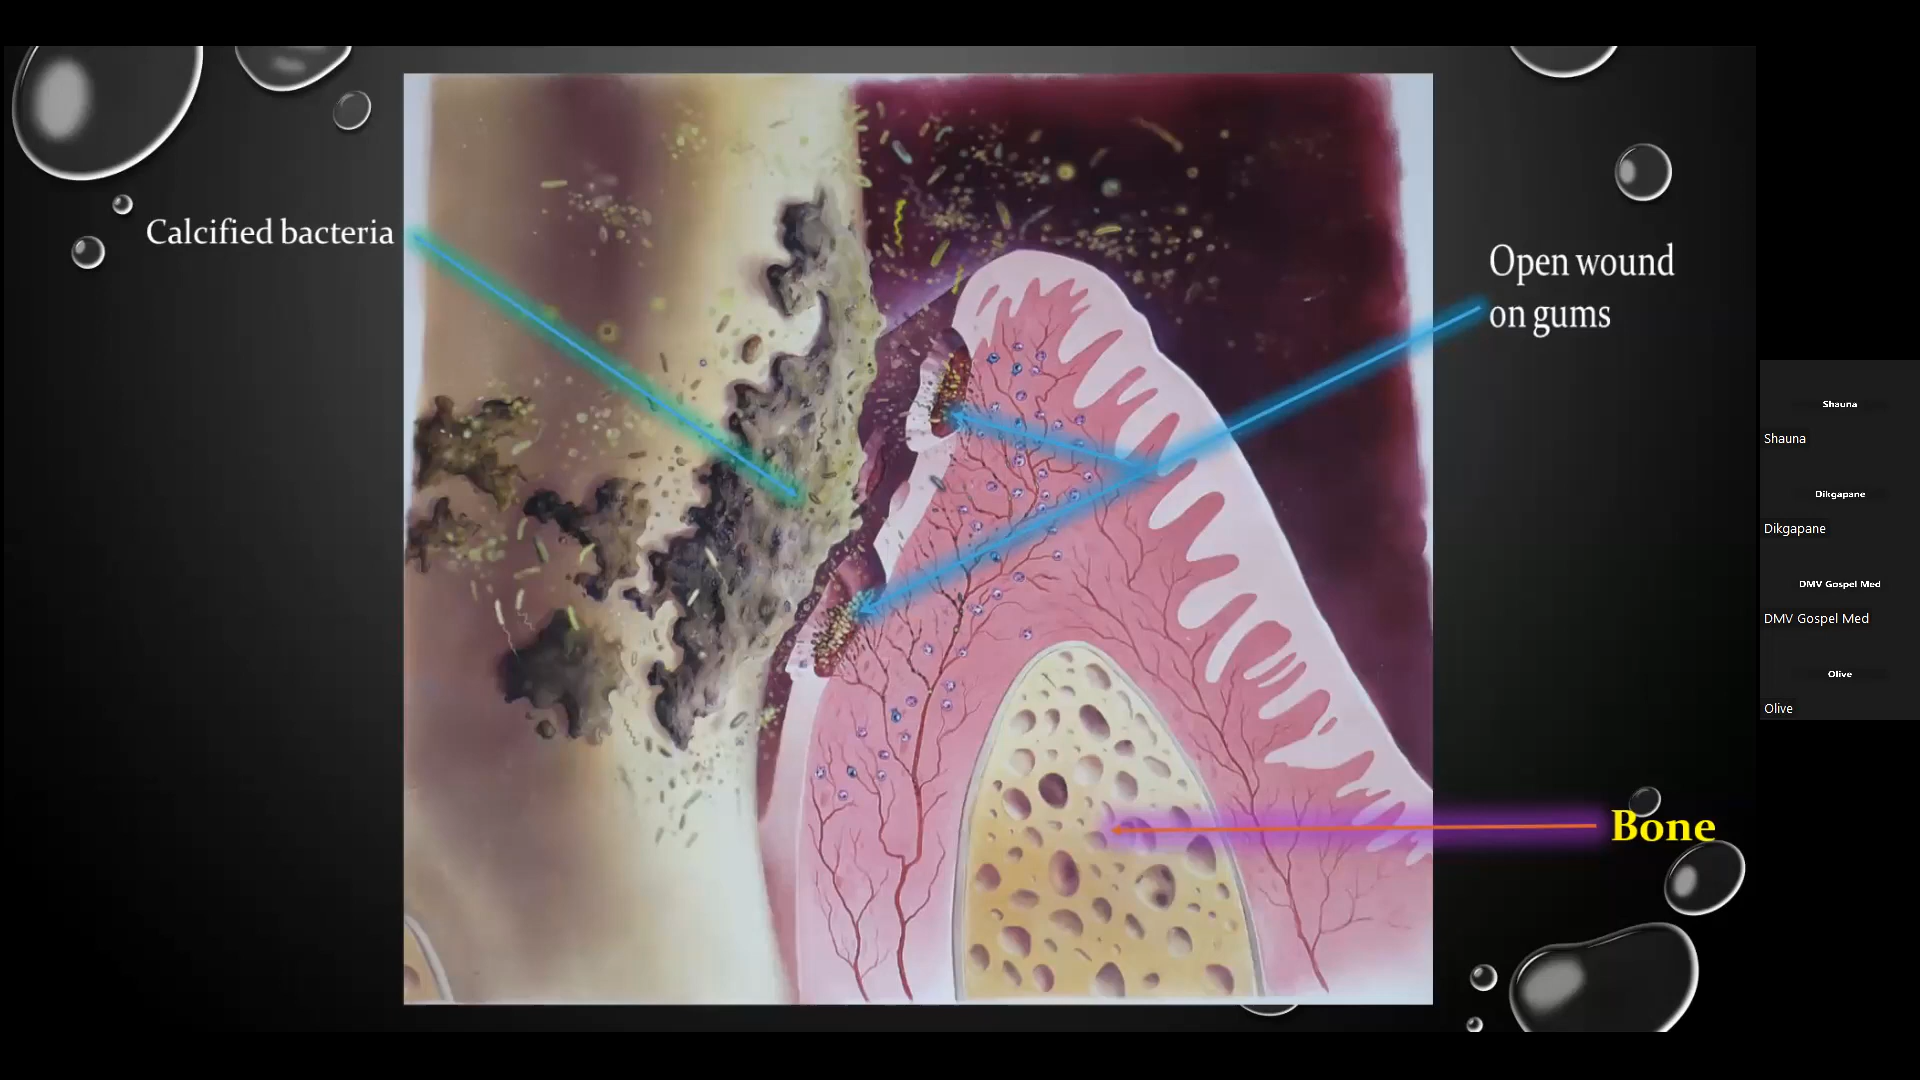 Calcified bacteria
Open wound
on gums
Bone
Shauna
Shauna
Dikgapane
Dikgapane
DMV Gospel Med
DMV Gospel Med
Olive
Olive